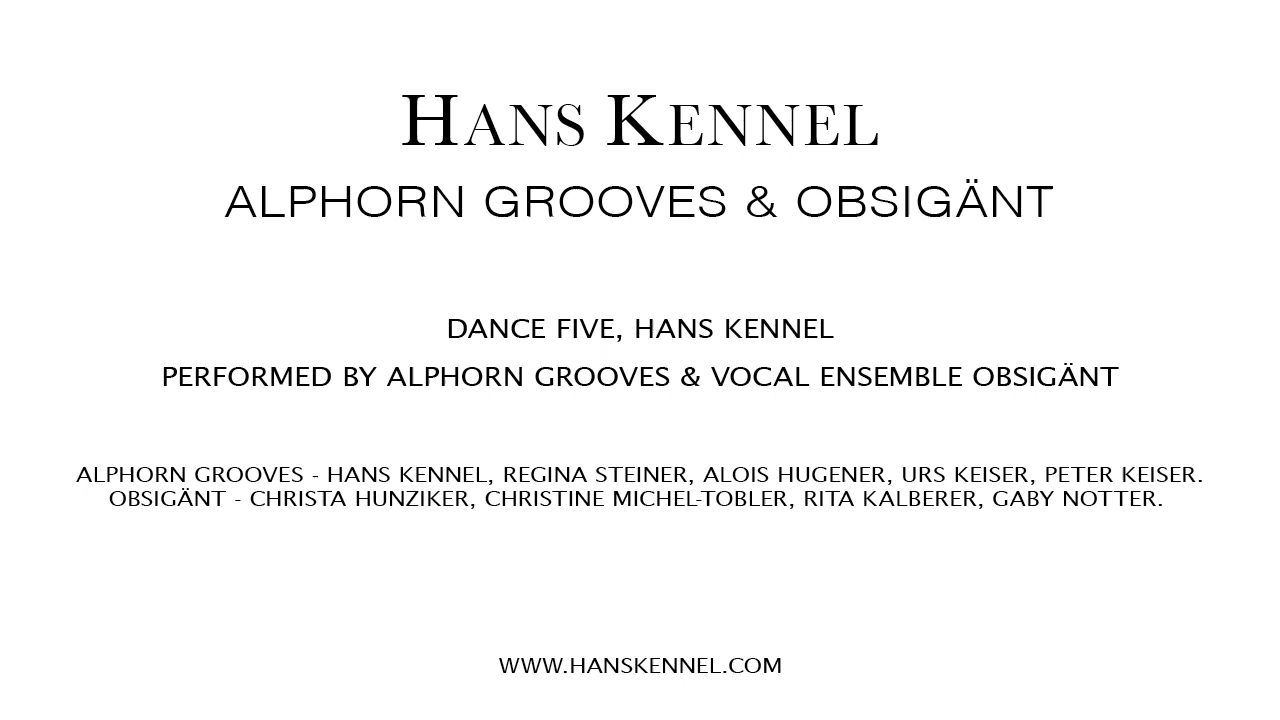 HANS KENNEL
ALPHORN GROOVES & OBSIGÄNT
DANCE FIVE, HANS KENNEL
PERFORMED BY ALPHORN GROOVES & VOCAL ENSEMBLE OBSIGÄNT
ALPHORN GROOVES - HANS KENNEL, REGINA STEINER, ALOIS HUGENER, URS KEISER, PETER KEISER.
OBSIGÄNT - CHRISTA HUNZIKER, CHRISTINE MICHEL-TOBLER, RITA KALBERER, GABY NOTTER.
WWW.HANSKENNEL.COM